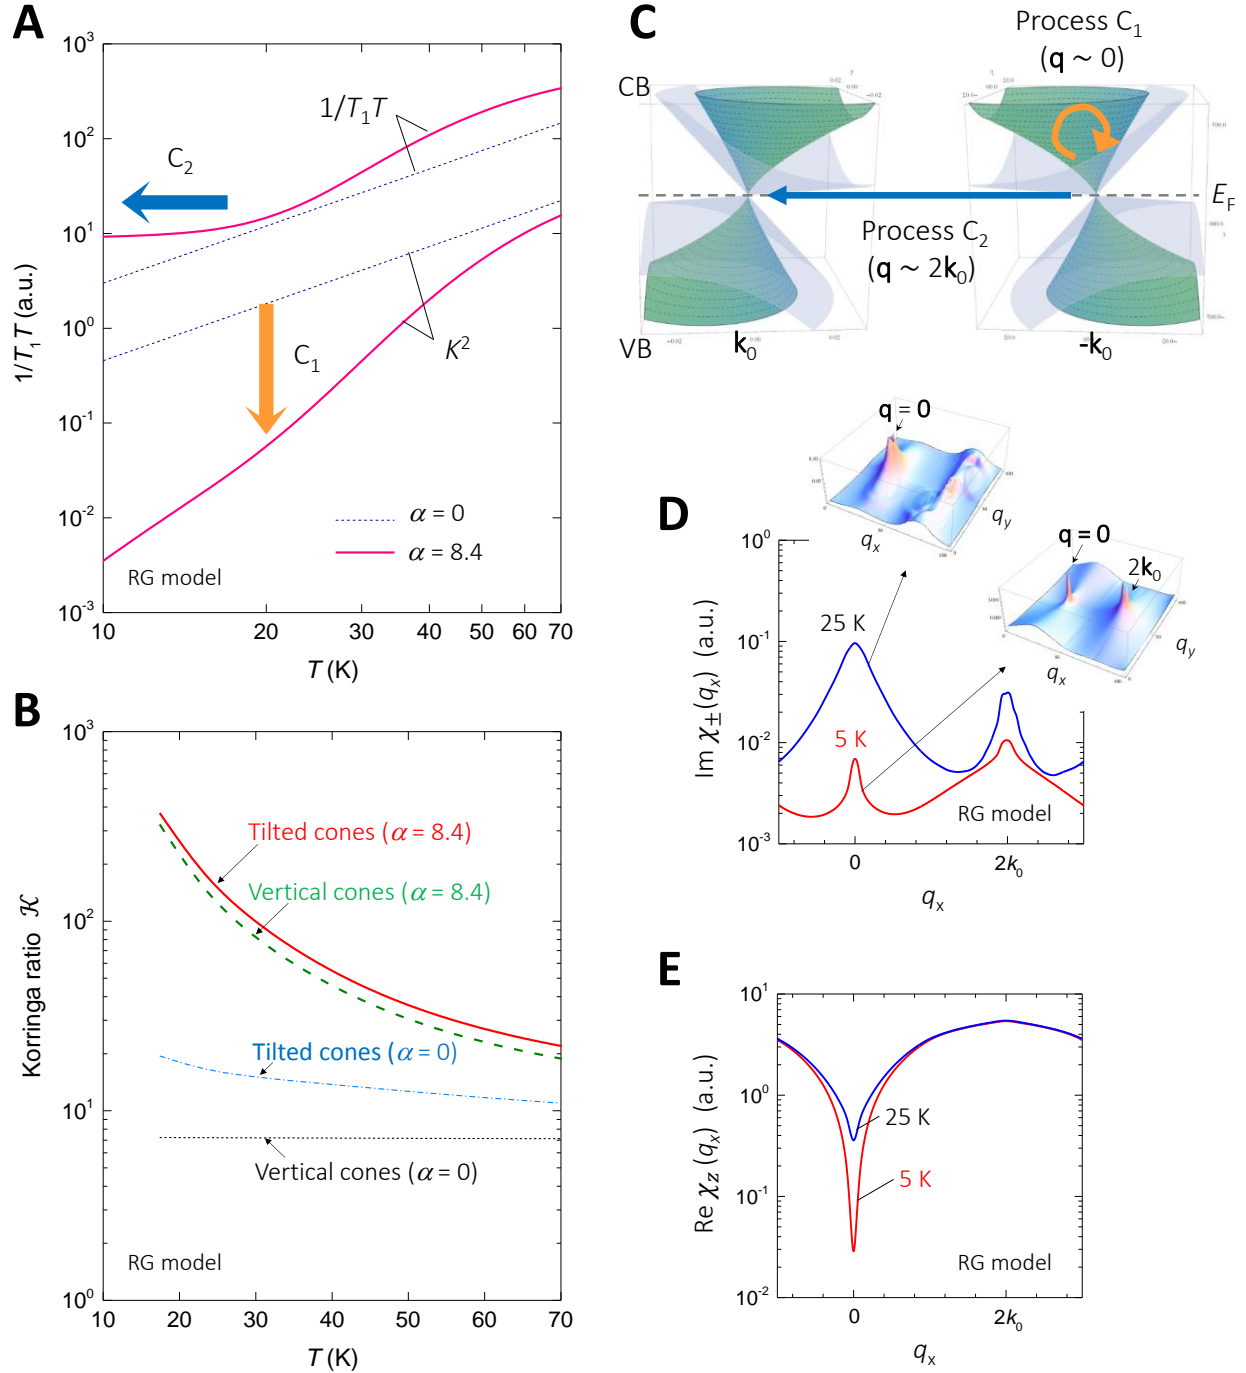 A
10³
10²
10¹
10⁰
10⁻¹
10⁻²
10⁻³
1/T₁T (a.u.)
1/T₁T
C₂
C₁
K²
α = 0
α = 8.4
RG model
10
20
30
40
50
60
70
T (K)
B
10³
10²
10¹
10⁰
Korringa ratio 𝒦
Tilted cones (α = 8.4)
Vertical cones (α = 8.4)
Tilted cones (α = 0)
Vertical cones (α = 0)
RG model
10
20
30
40
50
60
70
T (K)
C
Process C₁
(q ~ 0)
CB
E_F
Process C₂
(q ~ 2k₀)
VB
k₀
-k₀
D
q = 0
q_x
q_y
q = 0
2k₀
q_x
q_y
10⁰
10⁻¹
10⁻²
10⁻³
Im χ±(q_x) (a.u.)
25 K
5 K
RG model
0
2k₀
q_x
E
10¹
10⁰
10⁻¹
10⁻²
Re χ_z(q_x) (a.u.)
25 K
5 K
RG model
0
2k₀
q_x